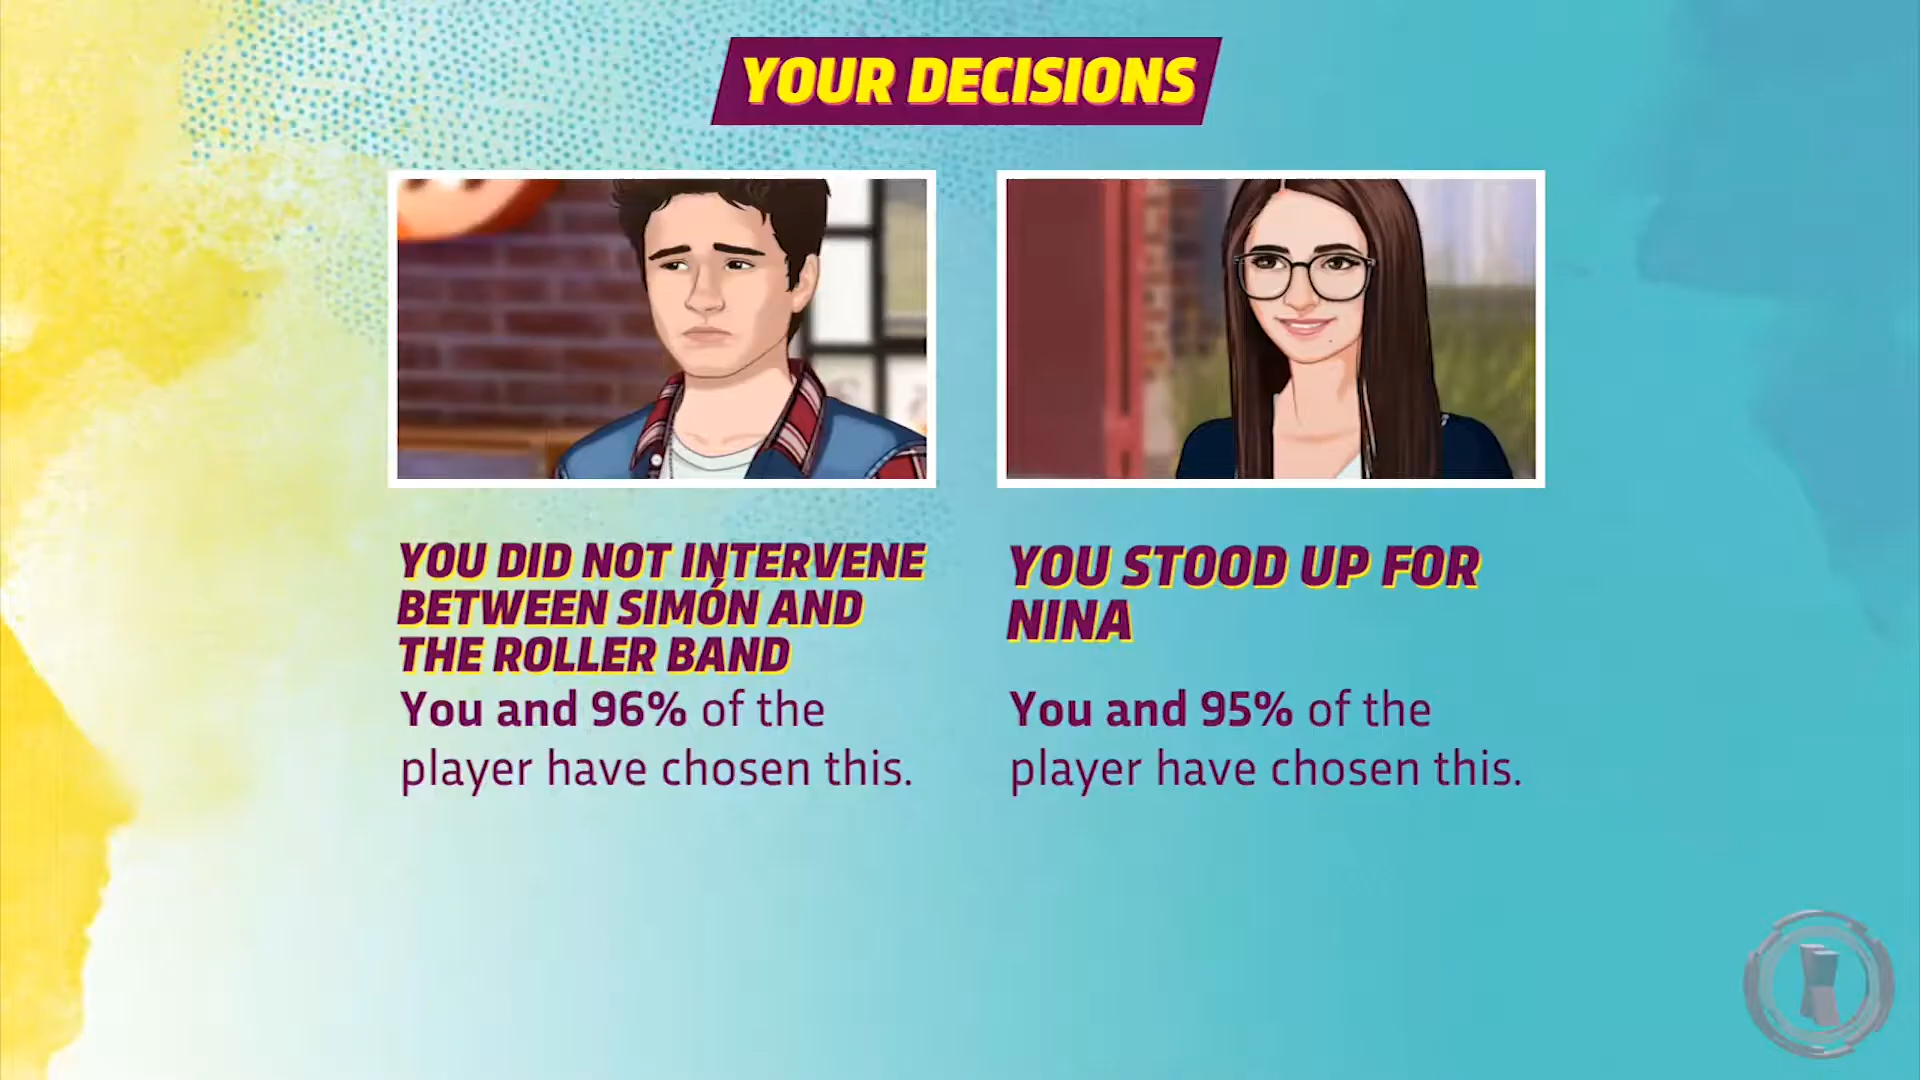 YOUR DECISIONS
YOU DID NOT INTERVENE
BETWEEN SIMÓN AND
THE ROLLER BAND
You and 96% of the
player have chosen this.
YOU STOOD UP FOR
NINA
You and 95% of the
player have chosen this.